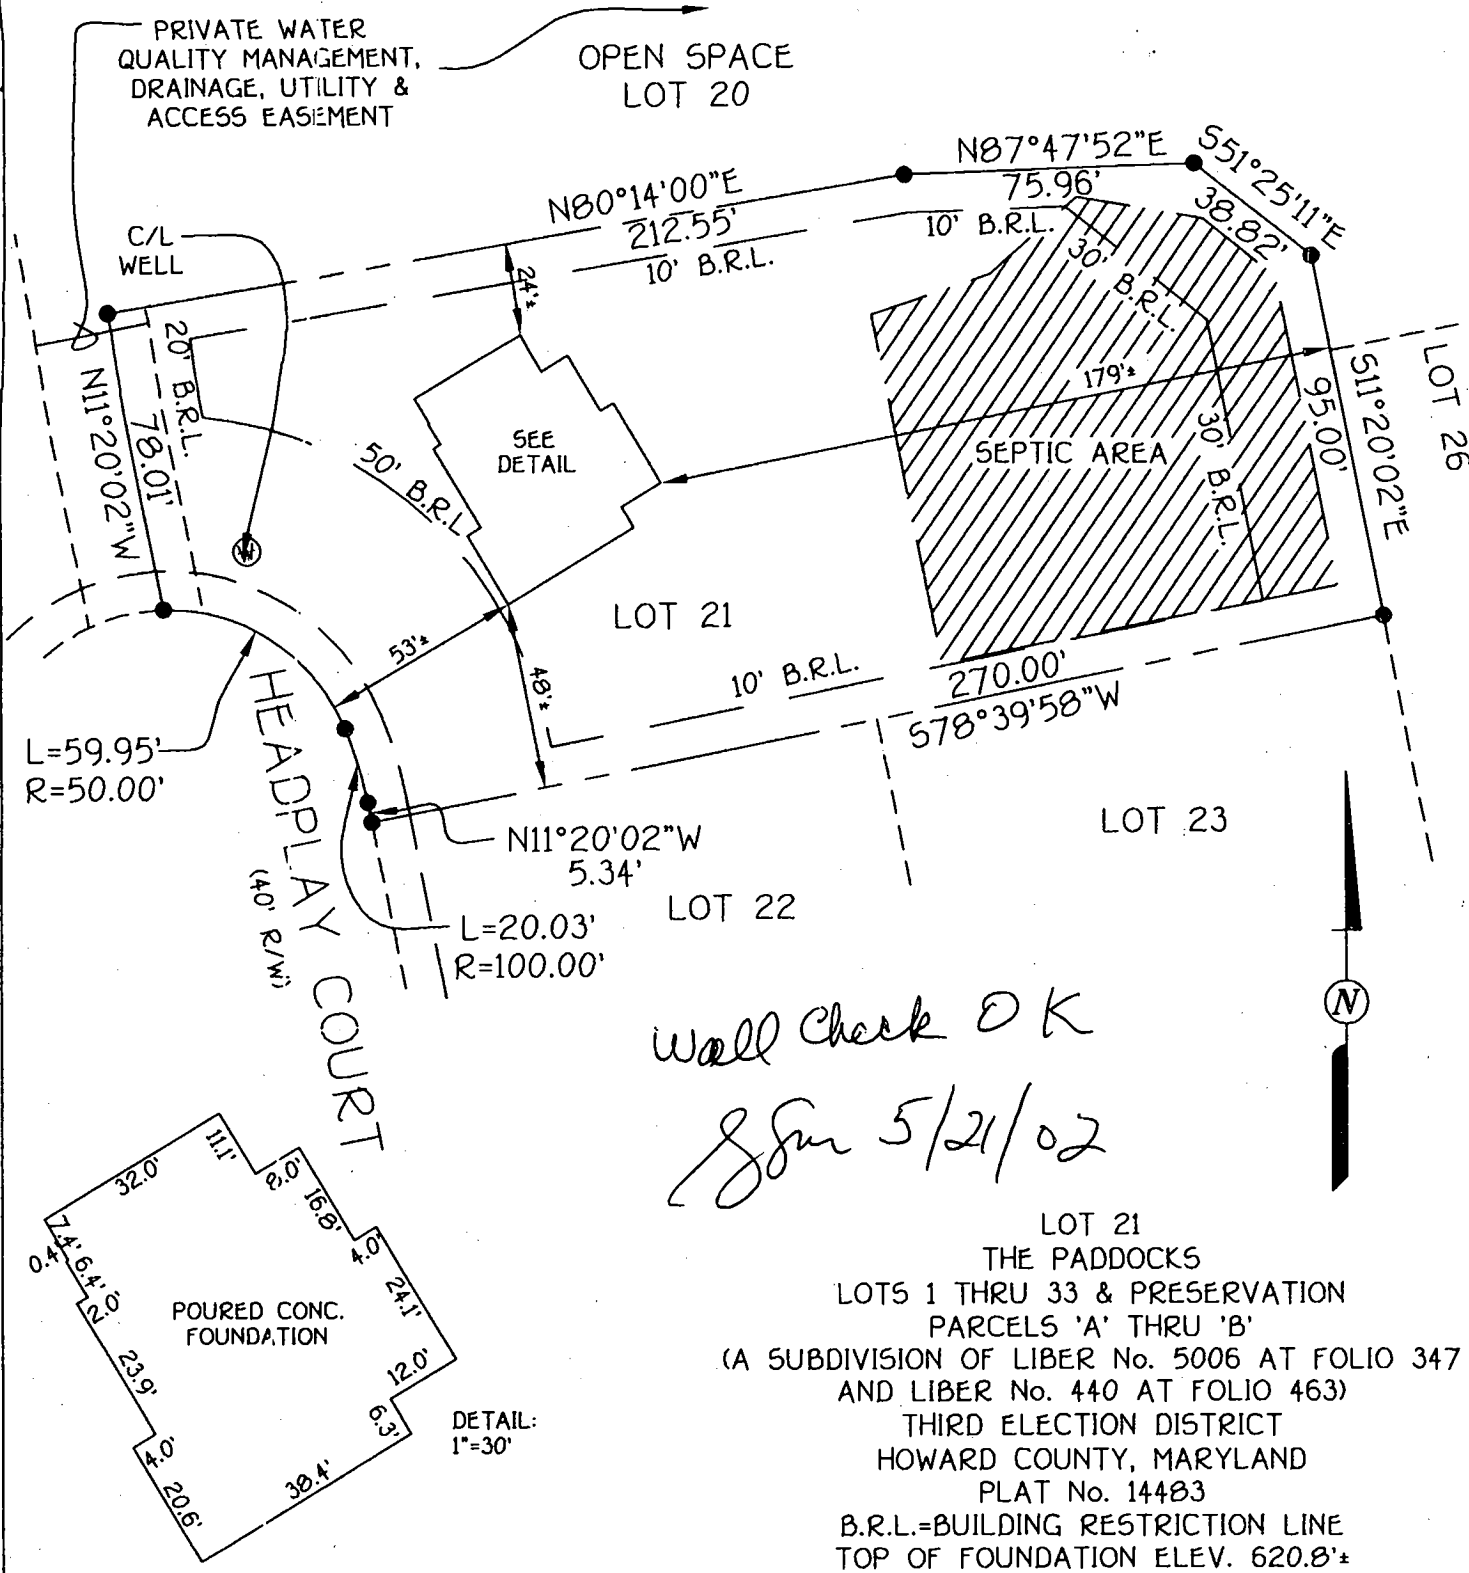 PRIVATE WATER
QUALITY MANAGEMENT,
DRAINAGE, UTILITY &
ACCESS EASEMENT
OPEN SPACE
LOT 20
N87°47'52"E
75.96'
S51°25'11"E
38.82'
N80°14'00"E
212.55'
10' B.R.L.
10' B.R.L.
30' B.R.L.
C/L
WELL
24'±
20' B.R.L.
N11°20'02"W
78.01'
50' B.R.L.
SEE
DETAIL
179'±
SEPTIC AREA
30' B.R.L.
95.00'
S11°20'02"E
LOT 26
W
LOT 21
53'±
48'±
10' B.R.L.
270.00'
S78°39'58"W
L=59.95'
R=50.00'
HEADPLAY COURT
(40' R/W)
N11°20'02"W
5.34'
LOT 23
LOT 22
L=20.03'
R=100.00'
N
Wall Check OK
5/21/02
32.0'
11.1'
8.0'
16.8'
4.0'
24.1'
12.0'
6.3'
38.4'
20.6'
4.0'
23.9'
2.0'
6.4'
0.4'
7.4'
POURED CONC.
FOUNDATION
DETAIL:
1"=30'
LOT 21
THE PADDOCKS
LOTS 1 THRU 33 & PRESERVATION
PARCELS 'A' THRU 'B'
(A SUBDIVISION OF LIBER No. 5006 AT FOLIO 347
AND LIBER No. 440 AT FOLIO 463)
THIRD ELECTION DISTRICT
HOWARD COUNTY, MARYLAND
PLAT No. 14483
B.R.L.=BUILDING RESTRICTION LINE
TOP OF FOUNDATION ELEV. 620.8'±